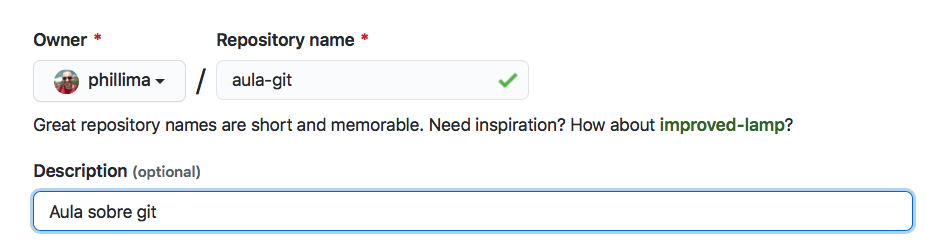 Owner * Repository name *
phillima / aula-git
Great repository names are short and memorable. Need inspiration? How about improved-lamp?
Description (optional)
Aula sobre git